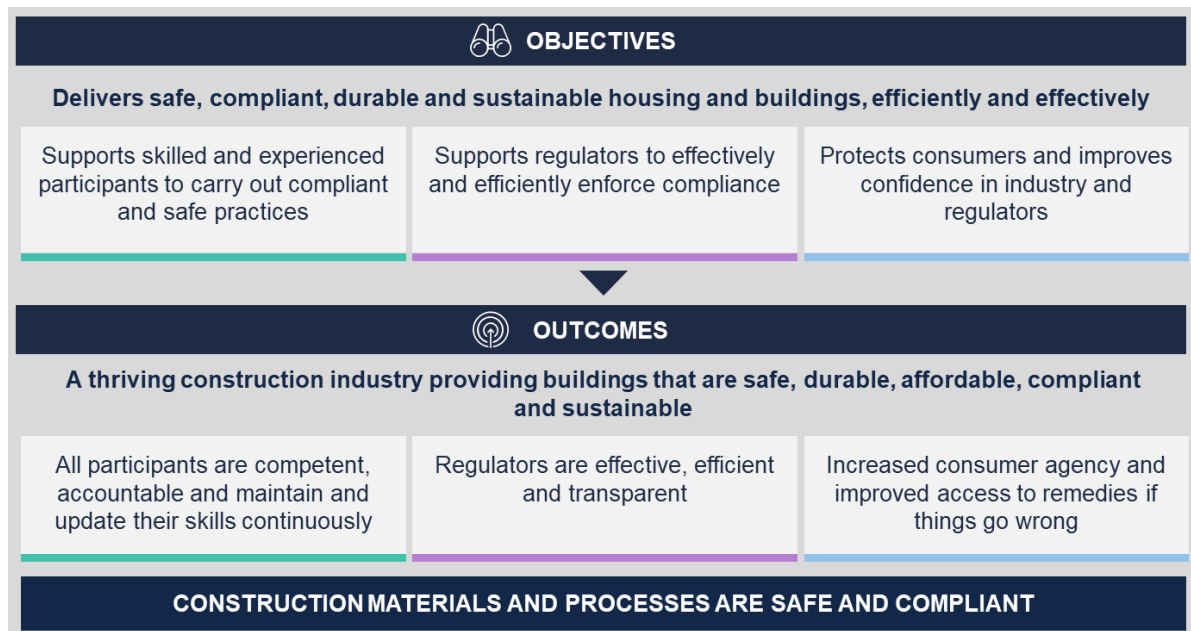 OBJECTIVES
Delivers safe, compliant, durable and sustainable housing and buildings, efficiently and effectively
Supports skilled and experienced
participants to carry out compliant
and safe practices
Supports regulators to effectively
and efficiently enforce compliance
Protects consumers and improves
confidence in industry and
regulators
OUTCOMES
A thriving construction industry providing buildings that are safe, durable, affordable, compliant
and sustainable
All participants are competent,
accountable and maintain and
update their skills continuously
Regulators are effective, efficient
and transparent
Increased consumer agency and
improved access to remedies if
things go wrong
CONSTRUCTION MATERIALS AND PROCESSES ARE SAFE AND COMPLIANT